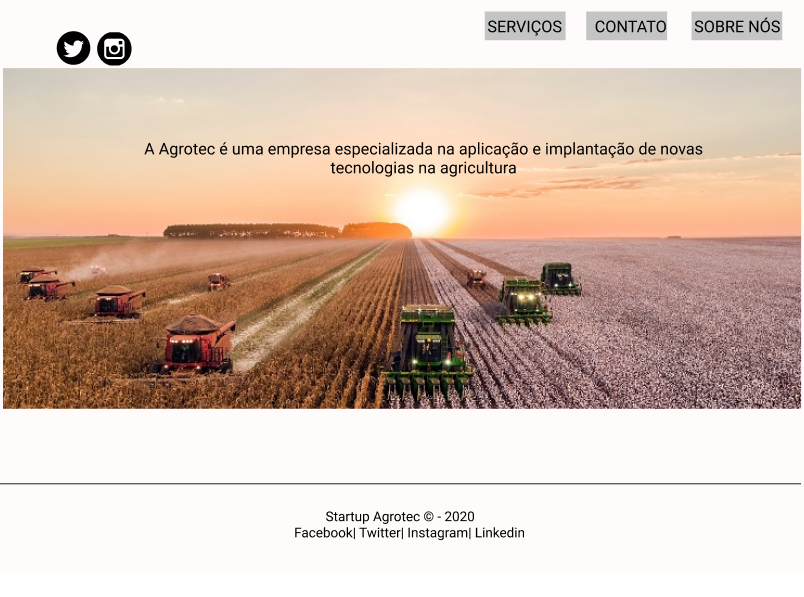 SERVIÇOS
CONTATO
SOBRE NÓS
A Agrotec é uma empresa especializada na aplicação e implantação de novas
tecnologias na agricultura
Startup Agrotec © - 2020
Facebook| Twitter| Instagram| Linkedin